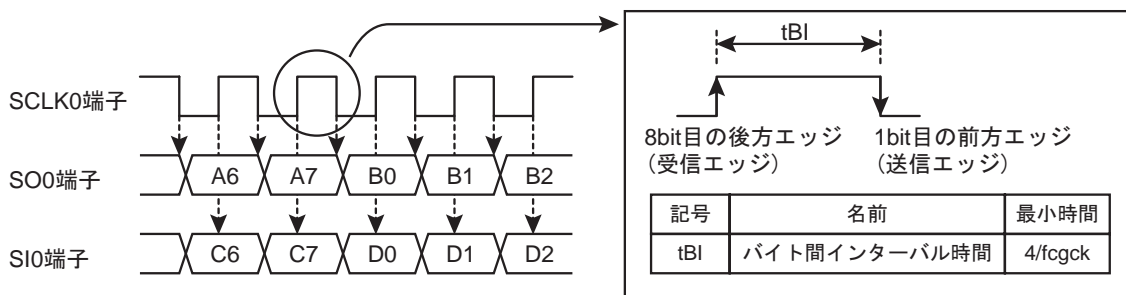 SCLK0端子
SO0端子
A6 A7 B0 B1 B2
SI0端子
C6 C7 D0 D1 D2
tBI
8bit目の後方エッジ
(受信エッジ)
1bit目の前方エッジ
(送信エッジ)
記号 名前 最小時間
tBI バイト間インターバル時間 4/fcgck